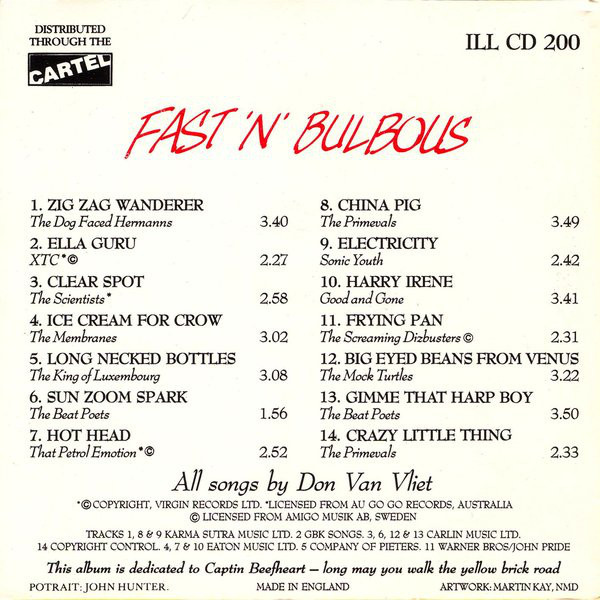 DISTRIBUTED
THROUGH THE
CARTEL
ILL CD 200
FAST 'N' BULBOUS
1. ZIG ZAG WANDERER
The Dog Faced Hermanns 3.40
2. ELLA GURU
XTC*© 2.27
3. CLEAR SPOT
The Scientists* 2.58
4. ICE CREAM FOR CROW
The Membranes 3.02
5. LONG NECKED BOTTLES
The King of Luxembourg 3.08
6. SUN ZOOM SPARK
The Beat Poets 1.56
7. HOT HEAD
That Petrol Emotion*© 2.52
8. CHINA PIG
The Primevals 3.49
9. ELECTRICITY
Sonic Youth 2.42
10. HARRY IRENE
Good and Gone 3.41
11. FRYING PAN
The Screaming Dizbusters © 2.31
12. BIG EYED BEANS FROM VENUS
The Mock Turtles 3.22
13. GIMME THAT HARP BOY
The Beat Poets 3.50
14. CRAZY LITTLE THING
The Primevals 2.33
All songs by Don Van Vliet
*© COPYRIGHT, VIRGIN RECORDS LTD. *LICENSED FROM AU GO GO RECORDS, AUSTRALIA
© LICENSED FROM AMIGO MUSIK AB, SWEDEN
TRACKS 1, 8 & 9 KARMA SUTRA MUSIC LTD. 2 GBK SONGS. 3, 6, 12 & 13 CARLIN MUSIC LTD.
14 COPYRIGHT CONTROL. 4, 7 & 10 EATON MUSIC LTD. 5 COMPANY OF PIETERS. 11 WARNER BROS/JOHN PRIDE
This album is dedicated to Captin Beefheart – long may you walk the yellow brick road
POTRAIT: JOHN HUNTER. MADE IN ENGLAND ARTWORK: MARTIN KAY, NMD